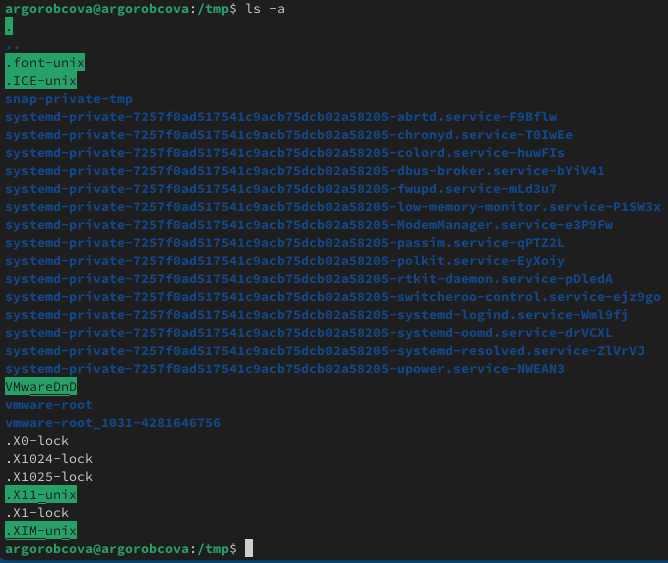 argorobcova@argorobcova:/tmp$ ls -a
.
..
.font-unix
.ICE-unix
snap-private-tmp
systemd-private-7257f0ad517541c9acb75dcb02a58205-abrtd.service-F9Bflw
systemd-private-7257f0ad517541c9acb75dcb02a58205-chronyd.service-T0IwEe
systemd-private-7257f0ad517541c9acb75dcb02a58205-colord.service-huwFIs
systemd-private-7257f0ad517541c9acb75dcb02a58205-dbus-broker.service-bYiV41
systemd-private-7257f0ad517541c9acb75dcb02a58205-fwupd.service-mLd3u7
systemd-private-7257f0ad517541c9acb75dcb02a58205-low-memory-monitor.service-P1SW3x
systemd-private-7257f0ad517541c9acb75dcb02a58205-ModemManager.service-e3P9Fw
systemd-private-7257f0ad517541c9acb75dcb02a58205-passim.service-qPTZ2L
systemd-private-7257f0ad517541c9acb75dcb02a58205-polkit.service-EyXoiy
systemd-private-7257f0ad517541c9acb75dcb02a58205-rtkit-daemon.service-pDledA
systemd-private-7257f0ad517541c9acb75dcb02a58205-switcheroo-control.service-ejz9go
systemd-private-7257f0ad517541c9acb75dcb02a58205-systemd-logind.service-Wml9fj
systemd-private-7257f0ad517541c9acb75dcb02a58205-systemd-oomd.service-drVCXL
systemd-private-7257f0ad517541c9acb75dcb02a58205-systemd-resolved.service-ZlVrVJ
systemd-private-7257f0ad517541c9acb75dcb02a58205-upower.service-NWEAN3
VMwareDnD
vmware-root
vmware-root_1031-4281646756
.X0-lock
.X1024-lock
.X1025-lock
.X11-unix
.X1-lock
.XIM-unix
argorobcova@argorobcova:/tmp$